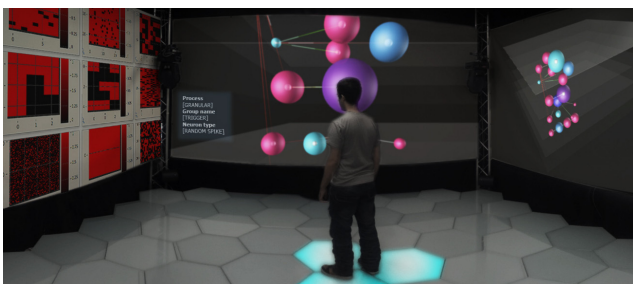 Process
[GRANULAR]
Group name
[TRIGGER]
Neuron type
[RANDOM SPIKE]